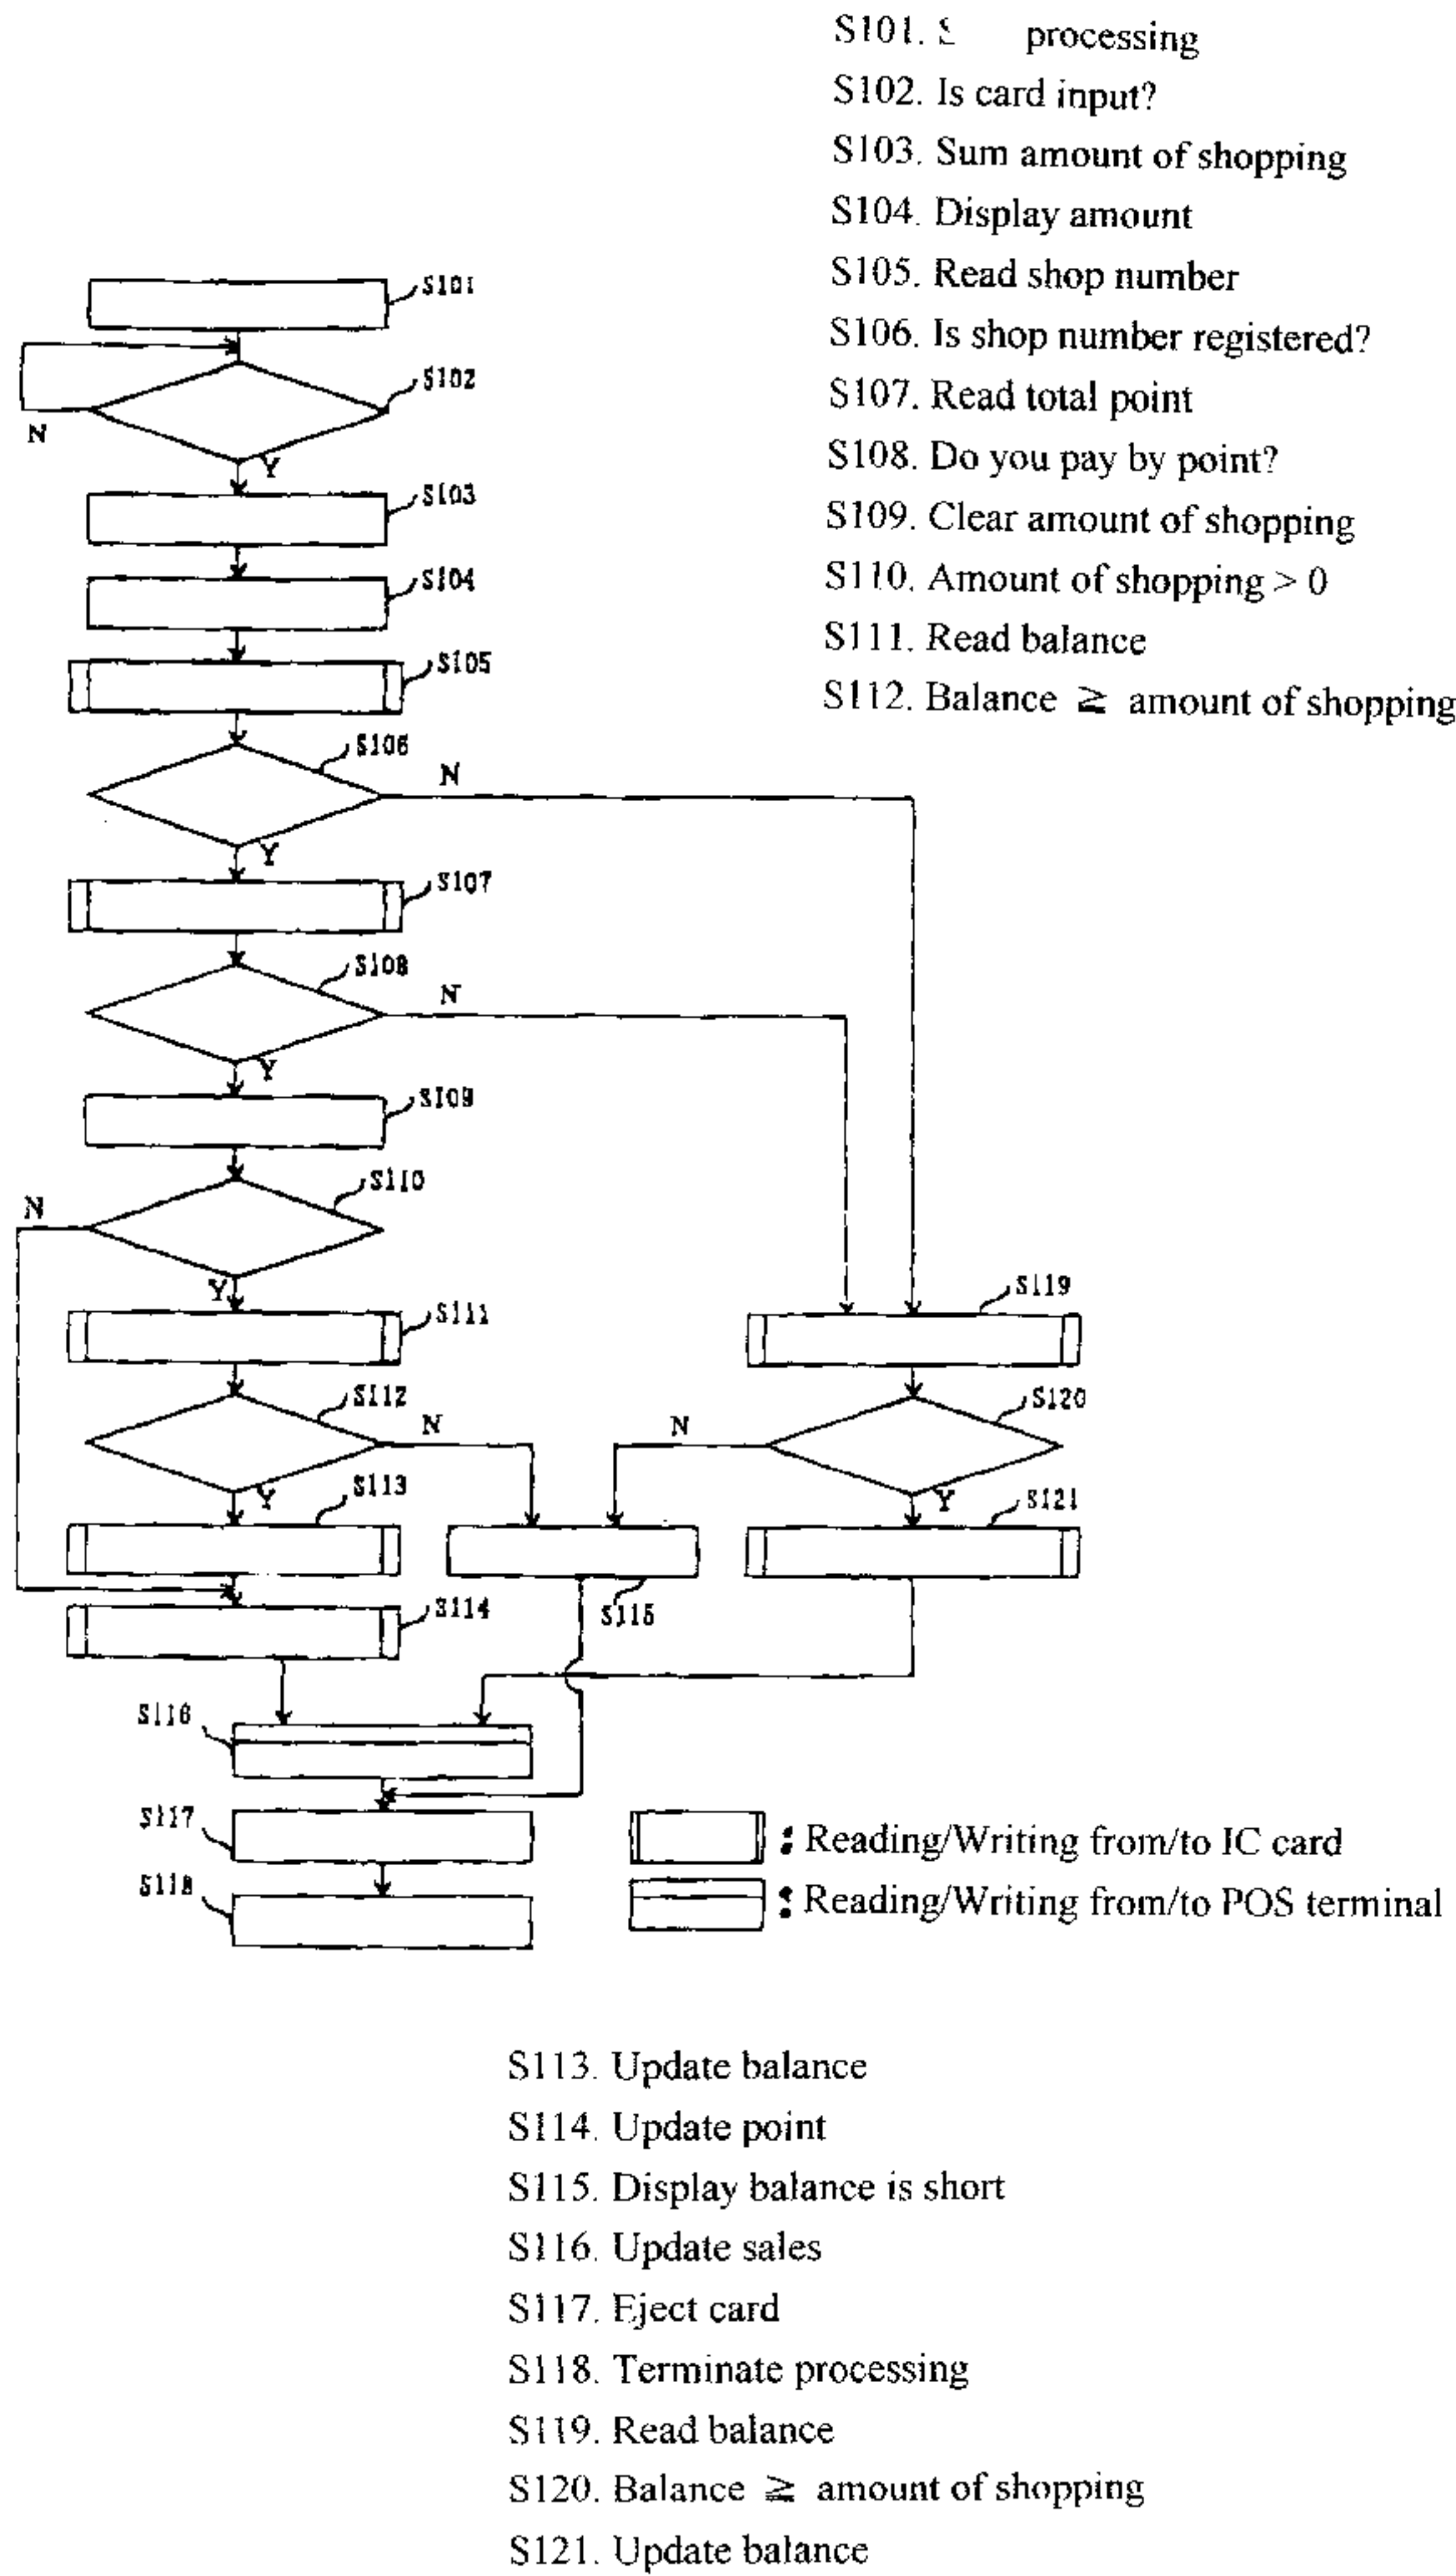 S101. processing
S102. Is card input?
S103. Sum amount of shopping
S104. Display amount
S105. Read shop number
S106. Is shop number registered?
S107. Read total point
S108. Do you pay by point?
S109. Clear amount of shopping
S110. Amount of shopping > 0
S111. Read balance
S112. Balance ≧ amount of shopping
S101
S102
N
Y
S103
S104
S105
S106
N
Y
S107
S108
N
Y
S109
S110
N
Y
S111
S119
S112
N
N
S120
Y
S113
Y
S121
S114
S115
S116
S117
: Reading/Writing from/to IC card
S118
: Reading/Writing from/to POS terminal
S113. Update balance
S114. Update point
S115. Display balance is short
S116. Update sales
S117. Eject card
S118. Terminate processing
S119. Read balance
S120. Balance ≧ amount of shopping
S121. Update balance